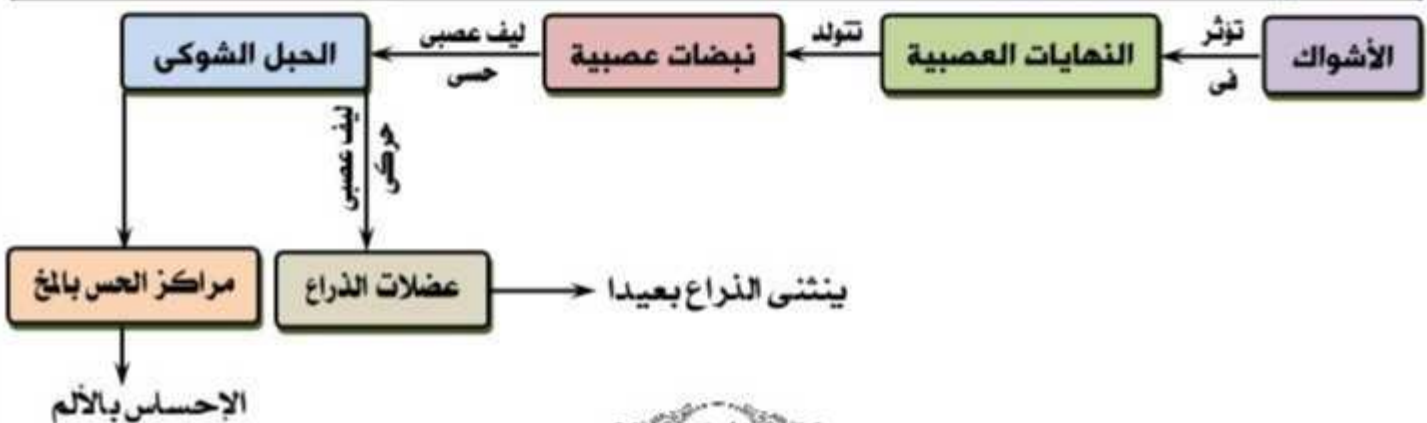 الأشواك
تؤثر
فى
النهايات العصبية
تتولد
نبضات عصبية
ليف عصبى
حسى
الحبل الشوكى
ليف عصبى
حركى
عضلات الذراع
ينثنى الذراع بعيدا
مراكز الحس بالمخ
الإحساس بالألم